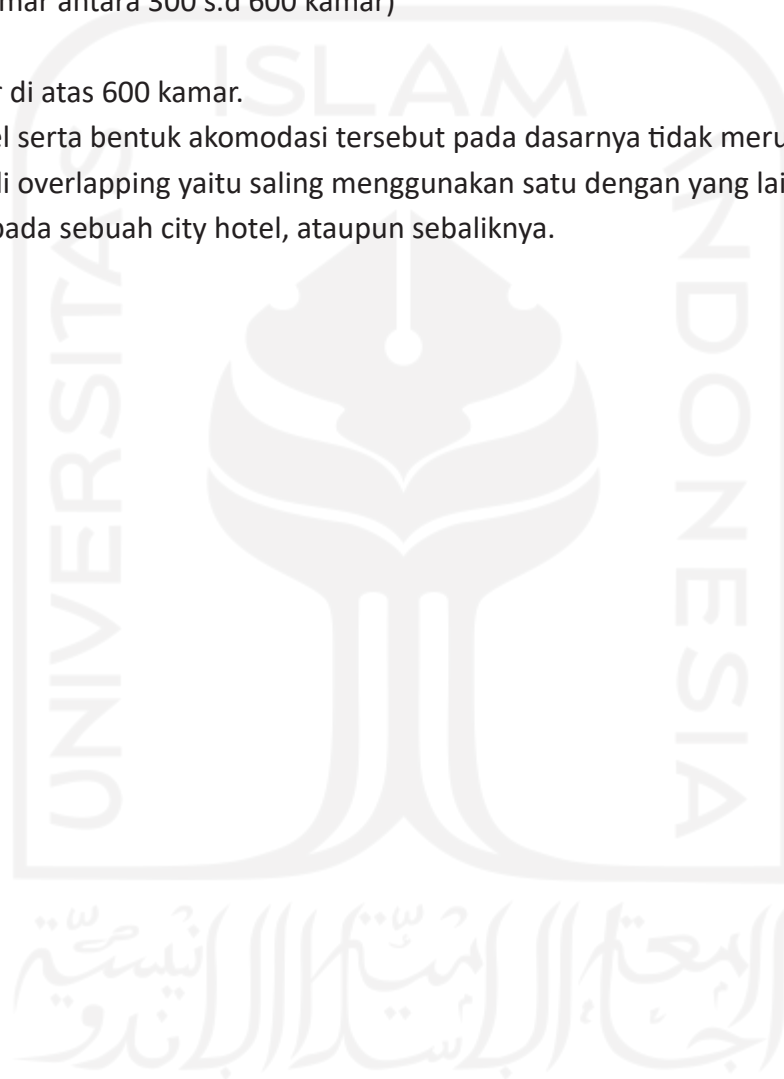 mar antara 300 s.d 600 kamar)
r di atas 600 kamar.
el serta bentuk akomodasi tersebut pada dasarnya tidak meru
di overlapping yaitu saling menggunakan satu dengan yang lai
pada sebuah city hotel, ataupun sebaliknya.
ISLAM
UNIVERSITAS
INDONESIA